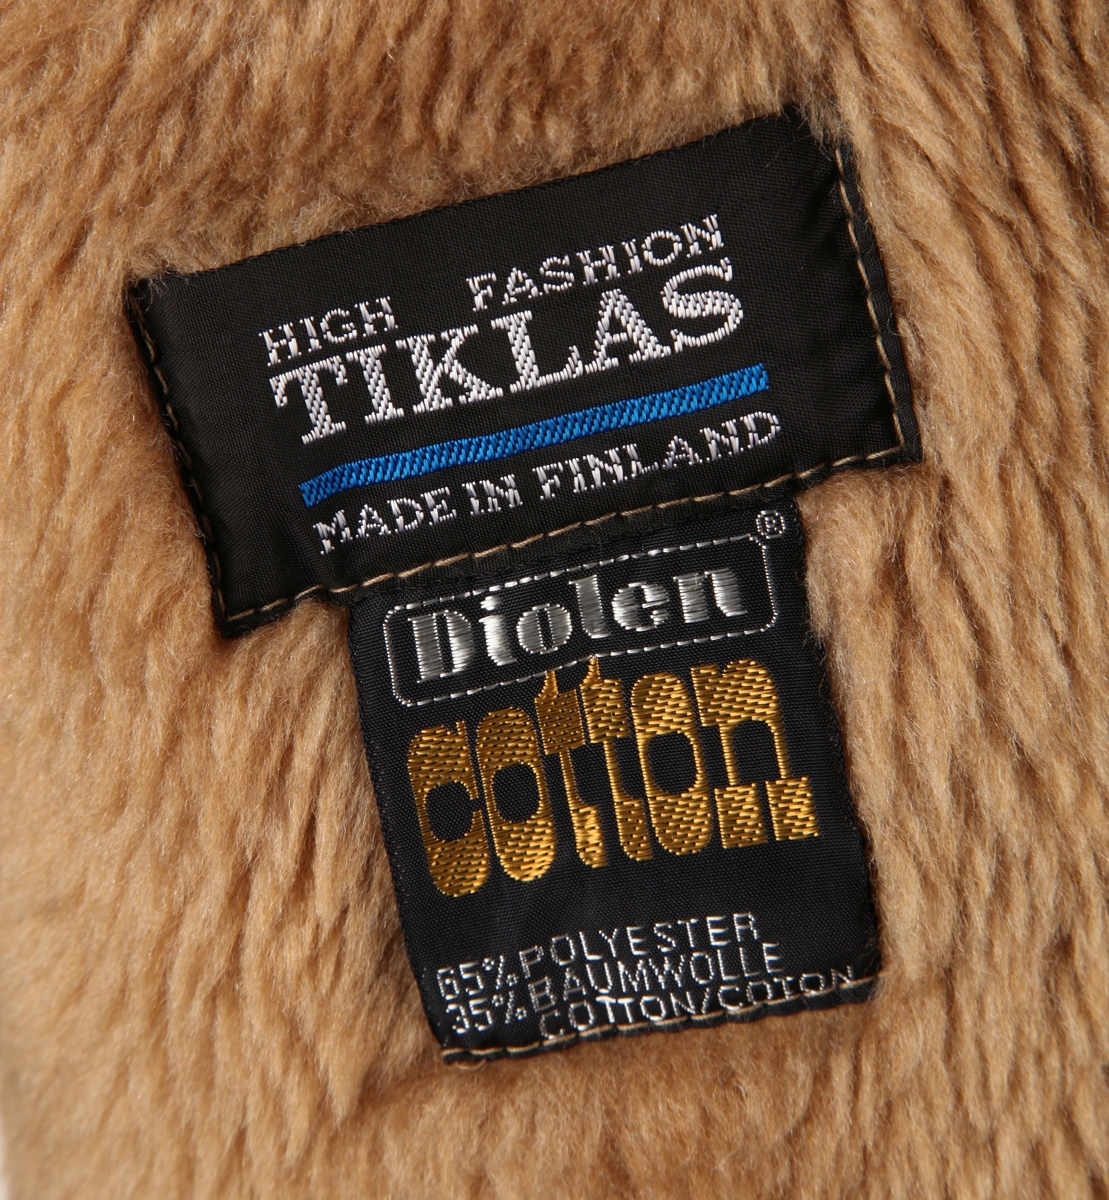 HIGH FASHION
TIKLAS
MADE IN FINLAND
Diolen®
cotton
65% POLYESTER
35% BAUMWOLLE
COTTON/COTON